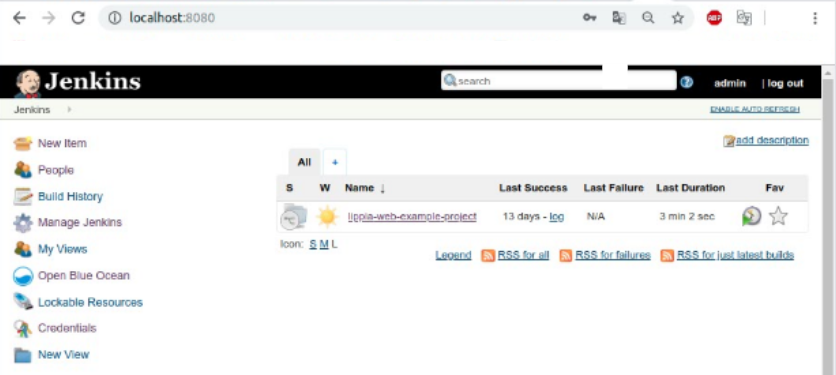 localhost:8080
Jenkins
search
admin | log out
Jenkins
ENABLE AUTO REFRESH
New Item
People
Build History
Manage Jenkins
My Views
Open Blue Ocean
Lockable Resources
Credentials
New View
add description
All +
S W Name ↓ Last Success Last Failure Last Duration Fav
lippia-web-example-project 13 days - log N/A 3 min 2 sec
Icon: S M L
Legend RSS for all RSS for failures RSS for just latest builds